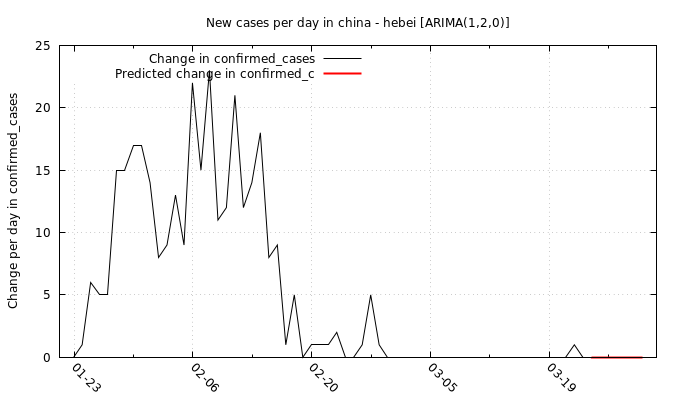 New cases per day in china - hebei [ARIMA(1,2,0)]
Change in confirmed_cases
Predicted change in confirmed_c
Change per day in confirmed_cases
25
20
15
10
5
0
01-23
02-06
02-20
03-05
03-19